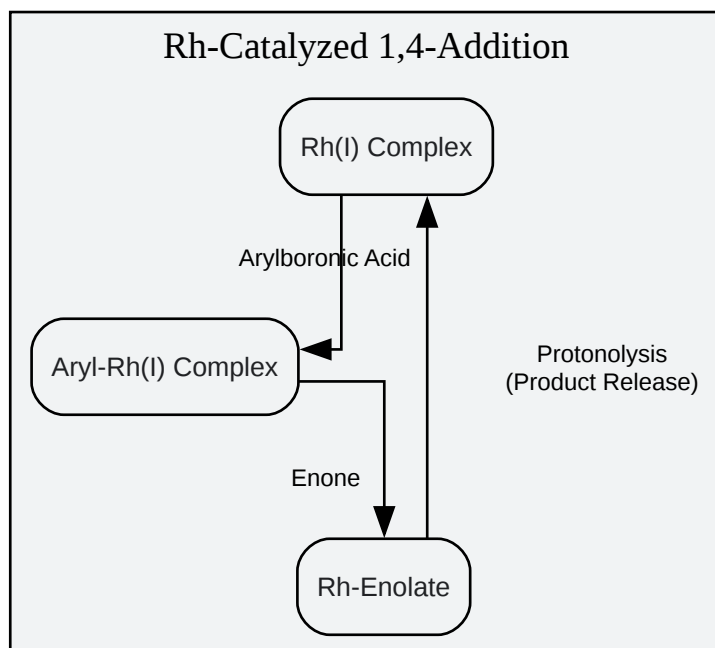 Rh-Catalyzed 1,4-Addition
Rh(I) Complex
Arylboronic Acid
Aryl-Rh(I) Complex
Protonolysis
(Product Release)
Enone
Rh-Enolate